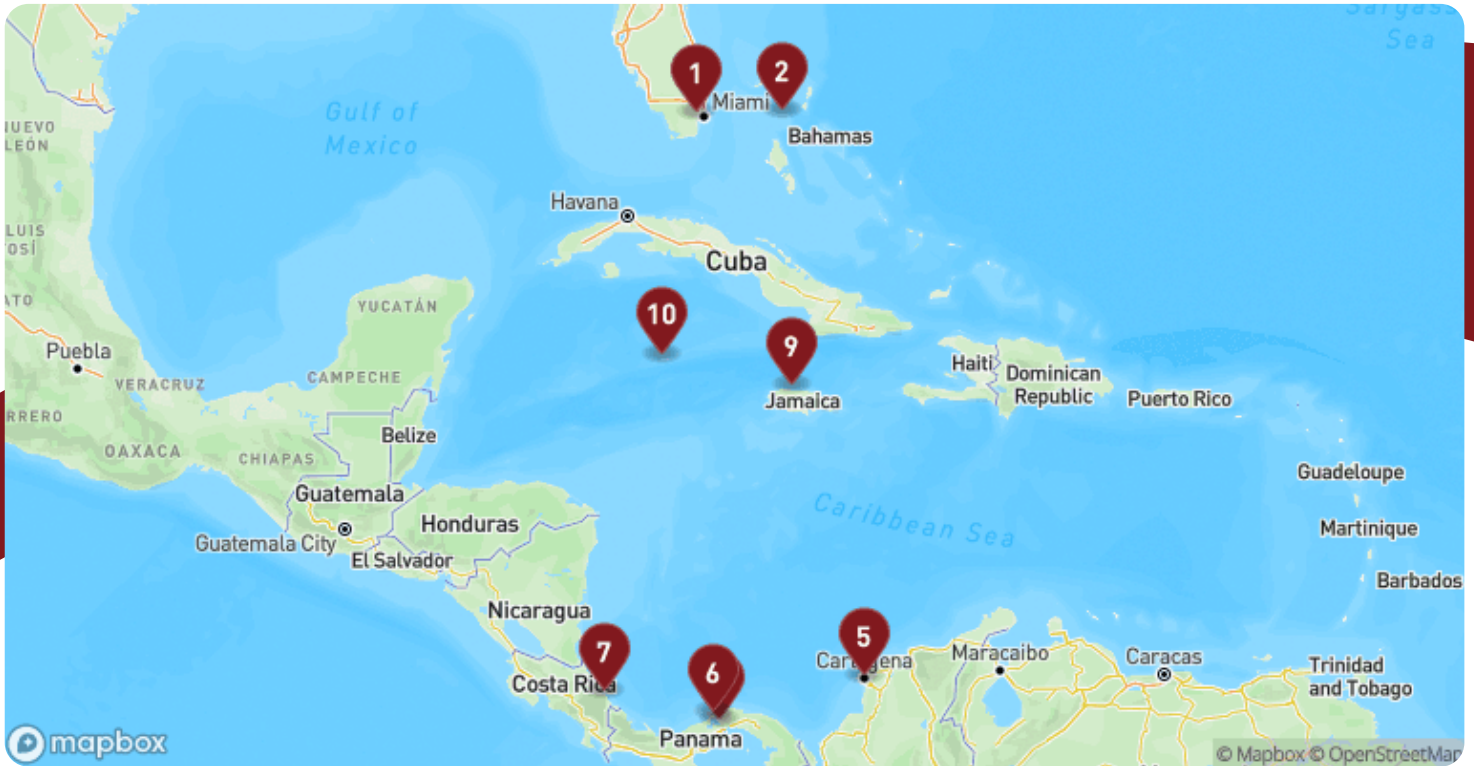 Sargass
Sea
1
2
Miami
Gulf of
Mexico
NUEVO
LEÓN
Bahamas
Havana
LUIS
OSÍ
Cuba
ATO
YUCATÁN
10
9
Puebla
VERACRUZ
CAMPECHE
Haiti
Dominican
Republic
Jamaica
Puerto Rico
RRERO
Belize
OAXACA
CHIAPAS
Guadeloupe
Guatemala
Caribbean Sea
Honduras
Martinique
Guatemala City
El Salvador
Barbados
Nicaragua
5
7
Maracaibo
Caracas
Trinidad
and Tobago
6
Costa Rica
Panama
mapbox
© Mapbox © OpenStreetMap